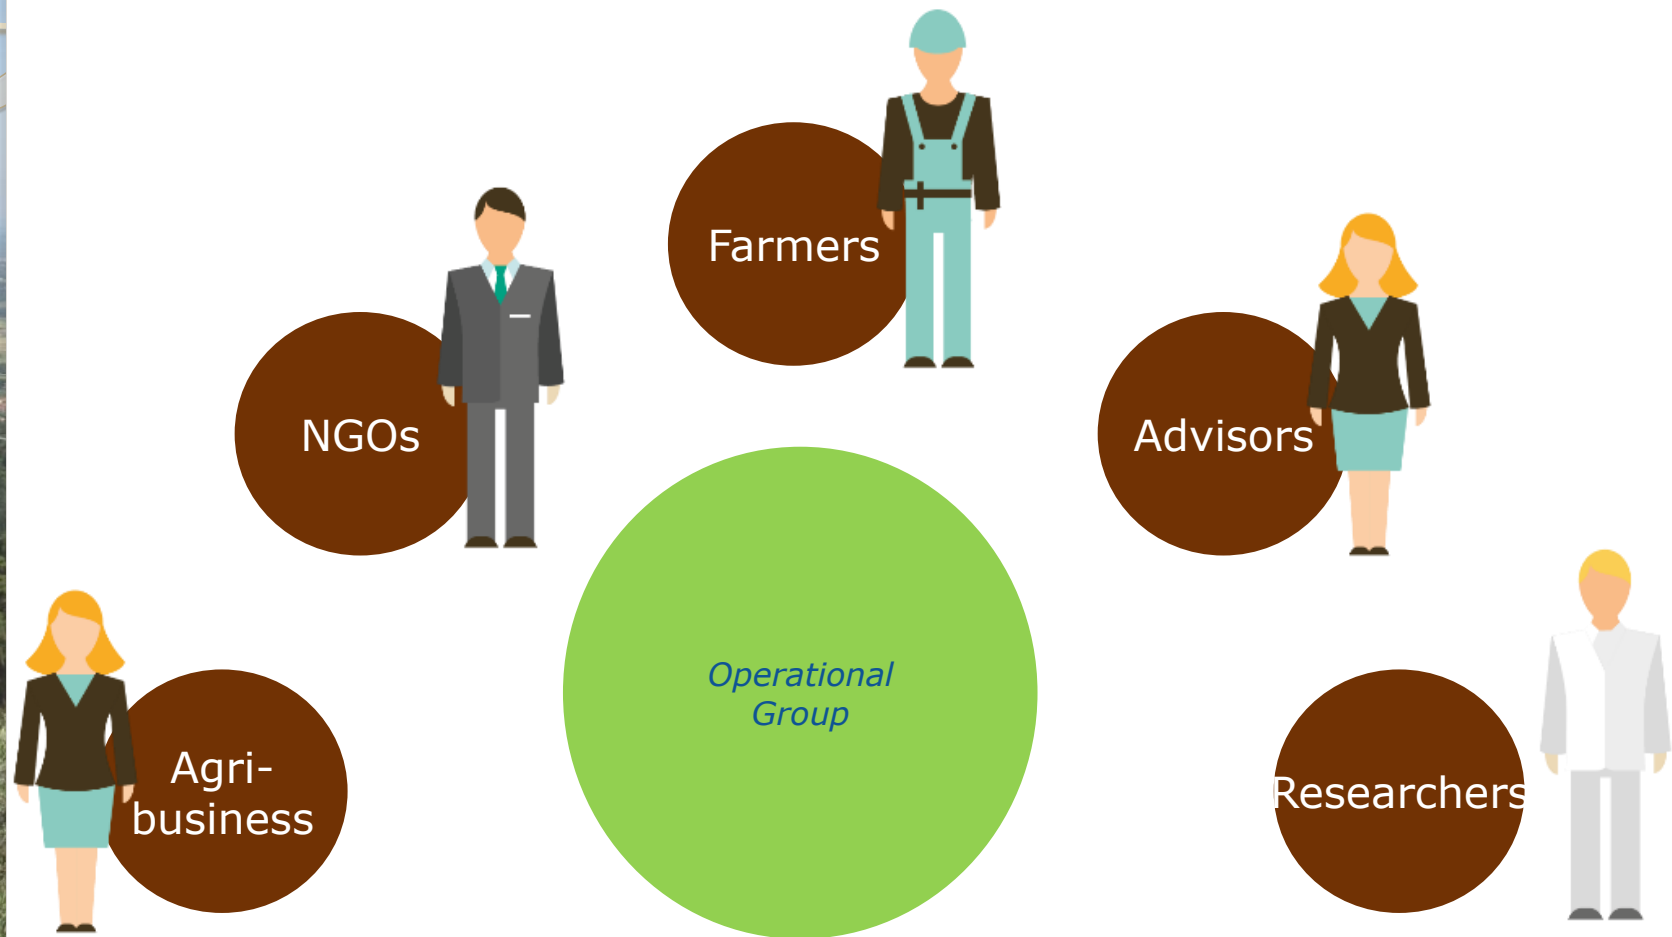 Farmers
NGOs
Advisors
Operational
Group
Agri-
business
Researchers